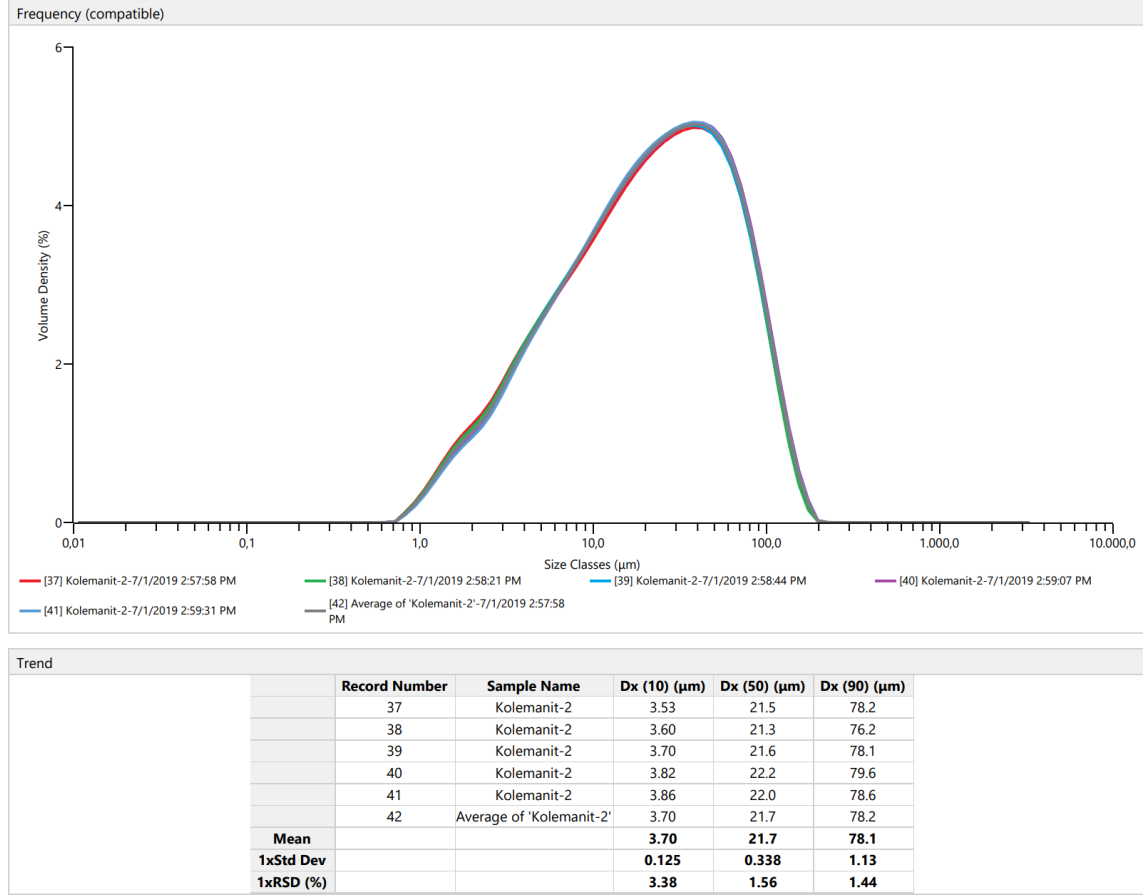 Frequency (compatible)
6
4
2
0
Volume Density (%)
0,01 0,1 1,0 10,0 100,0 1.000,0 10.000,0
Size Classes (µm)
[37] Kolemanit-2-7/1/2019 2:57:58 PM [38] Kolemanit-2-7/1/2019 2:58:21 PM [39] Kolemanit-2-7/1/2019 2:58:44 PM [40] Kolemanit-2-7/1/2019 2:59:07 PM
[41] Kolemanit-2-7/1/2019 2:59:31 PM [42] Average of 'Kolemanit-2'-7/1/2019 2:57:58
PM
Trend
Record Number Sample Name Dx (10) (µm) Dx (50) (µm) Dx (90) (µm)
37 Kolemanit-2 3.53 21.5 78.2
38 Kolemanit-2 3.60 21.3 76.2
39 Kolemanit-2 3.70 21.6 78.1
40 Kolemanit-2 3.82 22.2 79.6
41 Kolemanit-2 3.86 22.0 78.6
42 Average of 'Kolemanit-2' 3.70 21.7 78.2
Mean 3.70 21.7 78.1
1xStd Dev 0.125 0.338 1.13
1xRSD (%) 3.38 1.56 1.44